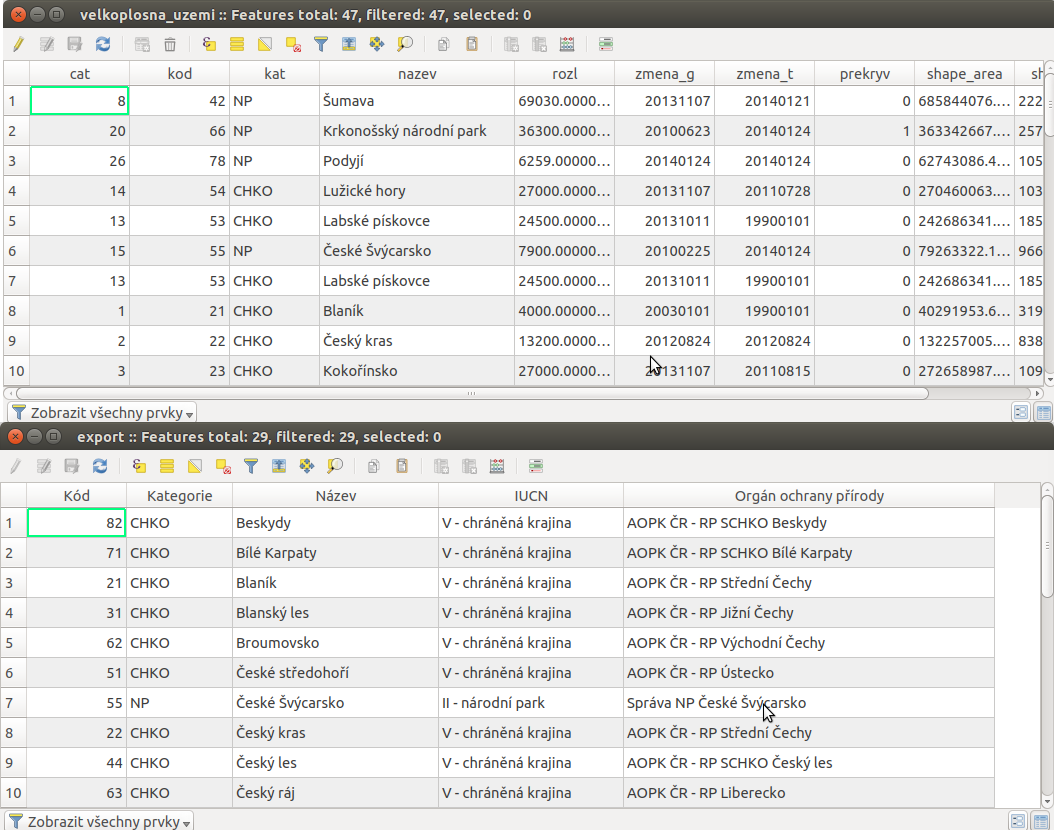 velkoplosna_uzemi :: Features total: 47, filtered: 47, selected: 0
cat kod kat nazev rozl zmena_g zmena_t prekryv shape_area sh
1 8 42 NP Šumava 69030.0000... 20131107 20140121 0 685844076.... 222
2 20 66 NP Krkonošský národní park 36300.0000... 20100623 20140124 1 363342667.... 257
3 26 78 NP Podyjí 6259.00000... 20140124 20140124 0 62743086.4... 105
4 14 54 CHKO Lužické hory 27000.0000... 20131107 20110728 0 270460063.... 103
5 13 53 CHKO Labské pískovce 24500.0000... 20131011 19900101 0 242686341.... 185
6 15 55 NP České Švýcarsko 7900.00000... 20100225 20140124 0 79263322.1... 966
7 13 53 CHKO Labské pískovce 24500.0000... 20131011 19900101 0 242686341.... 185
8 1 21 CHKO Blaník 4000.00000... 20030101 19900101 0 40291953.6... 319
9 2 22 CHKO Český kras 13200.0000... 20120824 20120824 0 132257005.... 838
10 3 23 CHKO Kokořínsko 27000.0000... 20131107 20110815 0 272658987.... 109
Zobrazit všechny prvky
export :: Features total: 29, filtered: 29, selected: 0
Kód Kategorie Název IUCN Orgán ochrany přírody
1 82 CHKO Beskydy V - chráněná krajina AOPK ČR - RP SCHKO Beskydy
2 71 CHKO Bílé Karpaty V - chráněná krajina AOPK ČR - RP SCHKO Bílé Karpaty
3 21 CHKO Blaník V - chráněná krajina AOPK ČR - RP Střední Čechy
4 31 CHKO Blanský les V - chráněná krajina AOPK ČR - RP Jižní Čechy
5 62 CHKO Broumovsko V - chráněná krajina AOPK ČR - RP Východní Čechy
6 51 CHKO České středohoří V - chráněná krajina AOPK ČR - RP Ústecko
7 55 NP České Švýcarsko II - národní park Správa NP České Švýcarsko
8 22 CHKO Český kras V - chráněná krajina AOPK ČR - RP Střední Čechy
9 44 CHKO Český les V - chráněná krajina AOPK ČR - RP SCHKO Český les
10 63 CHKO Český ráj V - chráněná krajina AOPK ČR - RP Liberecko
Zobrazit všechny prvky